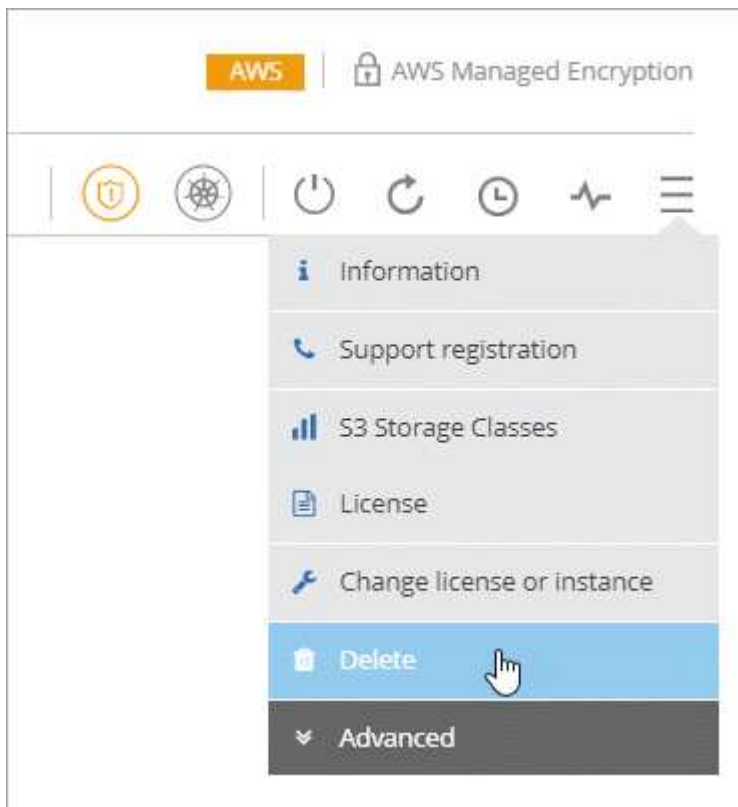 AWS
AWS Managed Encryption
Information
Support registration
S3 Storage Classes
License
Change license or instance
Delete
Advanced